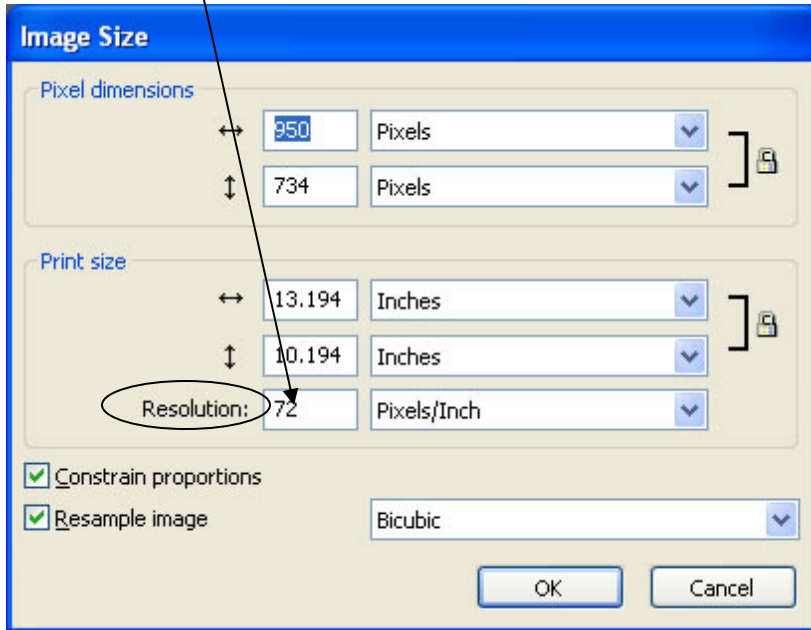 Image Size
Pixel dimensions
950 Pixels
734 Pixels
Print size
13.194 Inches
10.194 Inches
Resolution: 72 Pixels/Inch
Constrain proportions
Resample image Bicubic
OK Cancel